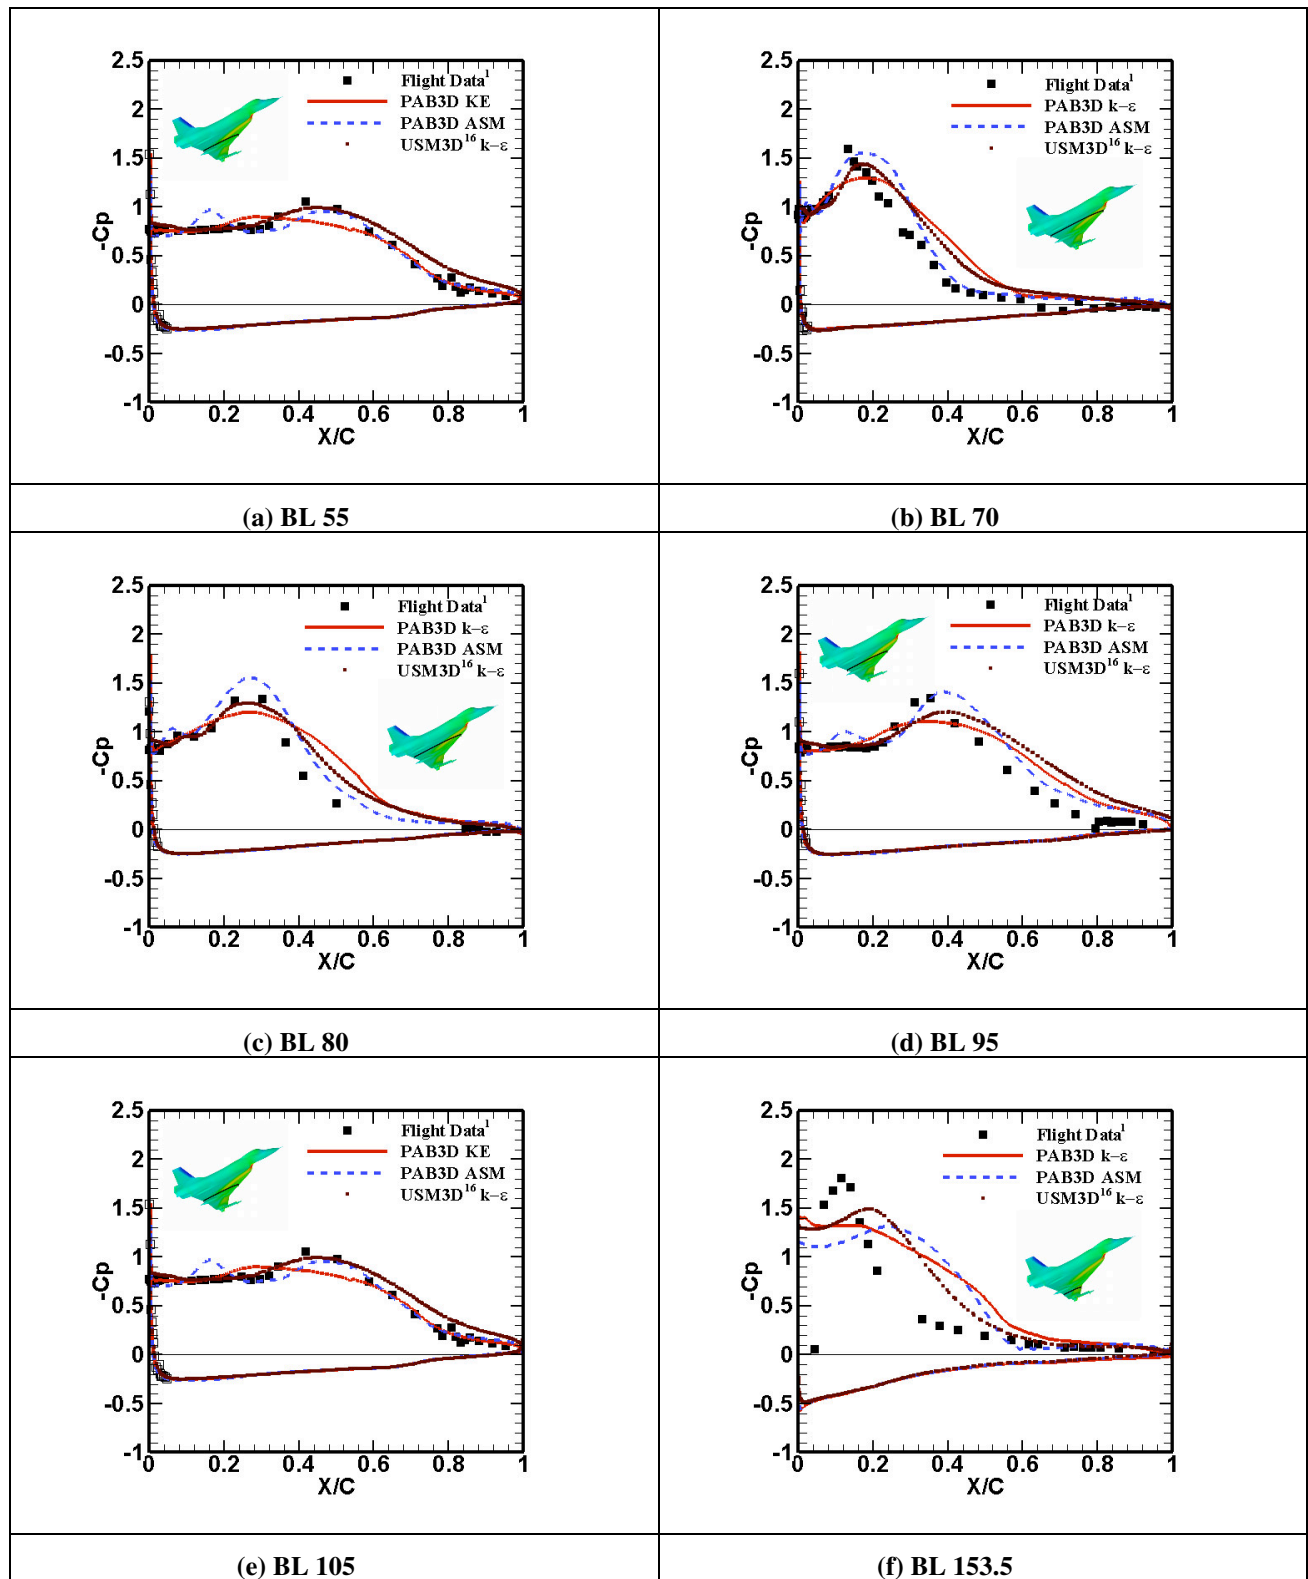 2.5
2
1.5
1
0.5
0
-0.5
-1
-Cp
0 0.2 0.4 0.6 0.8 1
X/C
Flight Data1
PAB3D KE
PAB3D ASM
USM3D16 k-ε
2.5
2
1.5
1
0.5
0
-0.5
-1
-Cp
0 0.2 0.4 0.6 0.8 1
X/C
Flight Data1
PAB3D k-ε
PAB3D ASM
USM3D16 k-ε
(a) BL 55
(b) BL 70
2.5
2
1.5
1
0.5
0
-0.5
-1
-Cp
0 0.2 0.4 0.6 0.8 1
X/C
Flight Data1
PAB3D k-ε
PAB3D ASM
USM3D16 k-ε
2.5
2
1.5
1
0.5
0
-0.5
-1
-Cp
0 0.2 0.4 0.6 0.8 1
X/C
Flight Data1
PAB3D k-ε
PAB3D ASM
USM3D16 k-ε
(c) BL 80
(d) BL 95
2.5
2
1.5
1
0.5
0
-0.5
-1
-Cp
0 0.2 0.4 0.6 0.8 1
X/C
Flight Data1
PAB3D KE
PAB3D ASM
USM3D16 k-ε
2.5
2
1.5
1
0.5
0
-0.5
-1
-Cp
0 0.2 0.4 0.6 0.8 1
X/C
Flight Data1
PAB3D k-ε
PAB3D ASM
USM3D16 k-ε
(e) BL 105
(f) BL 153.5